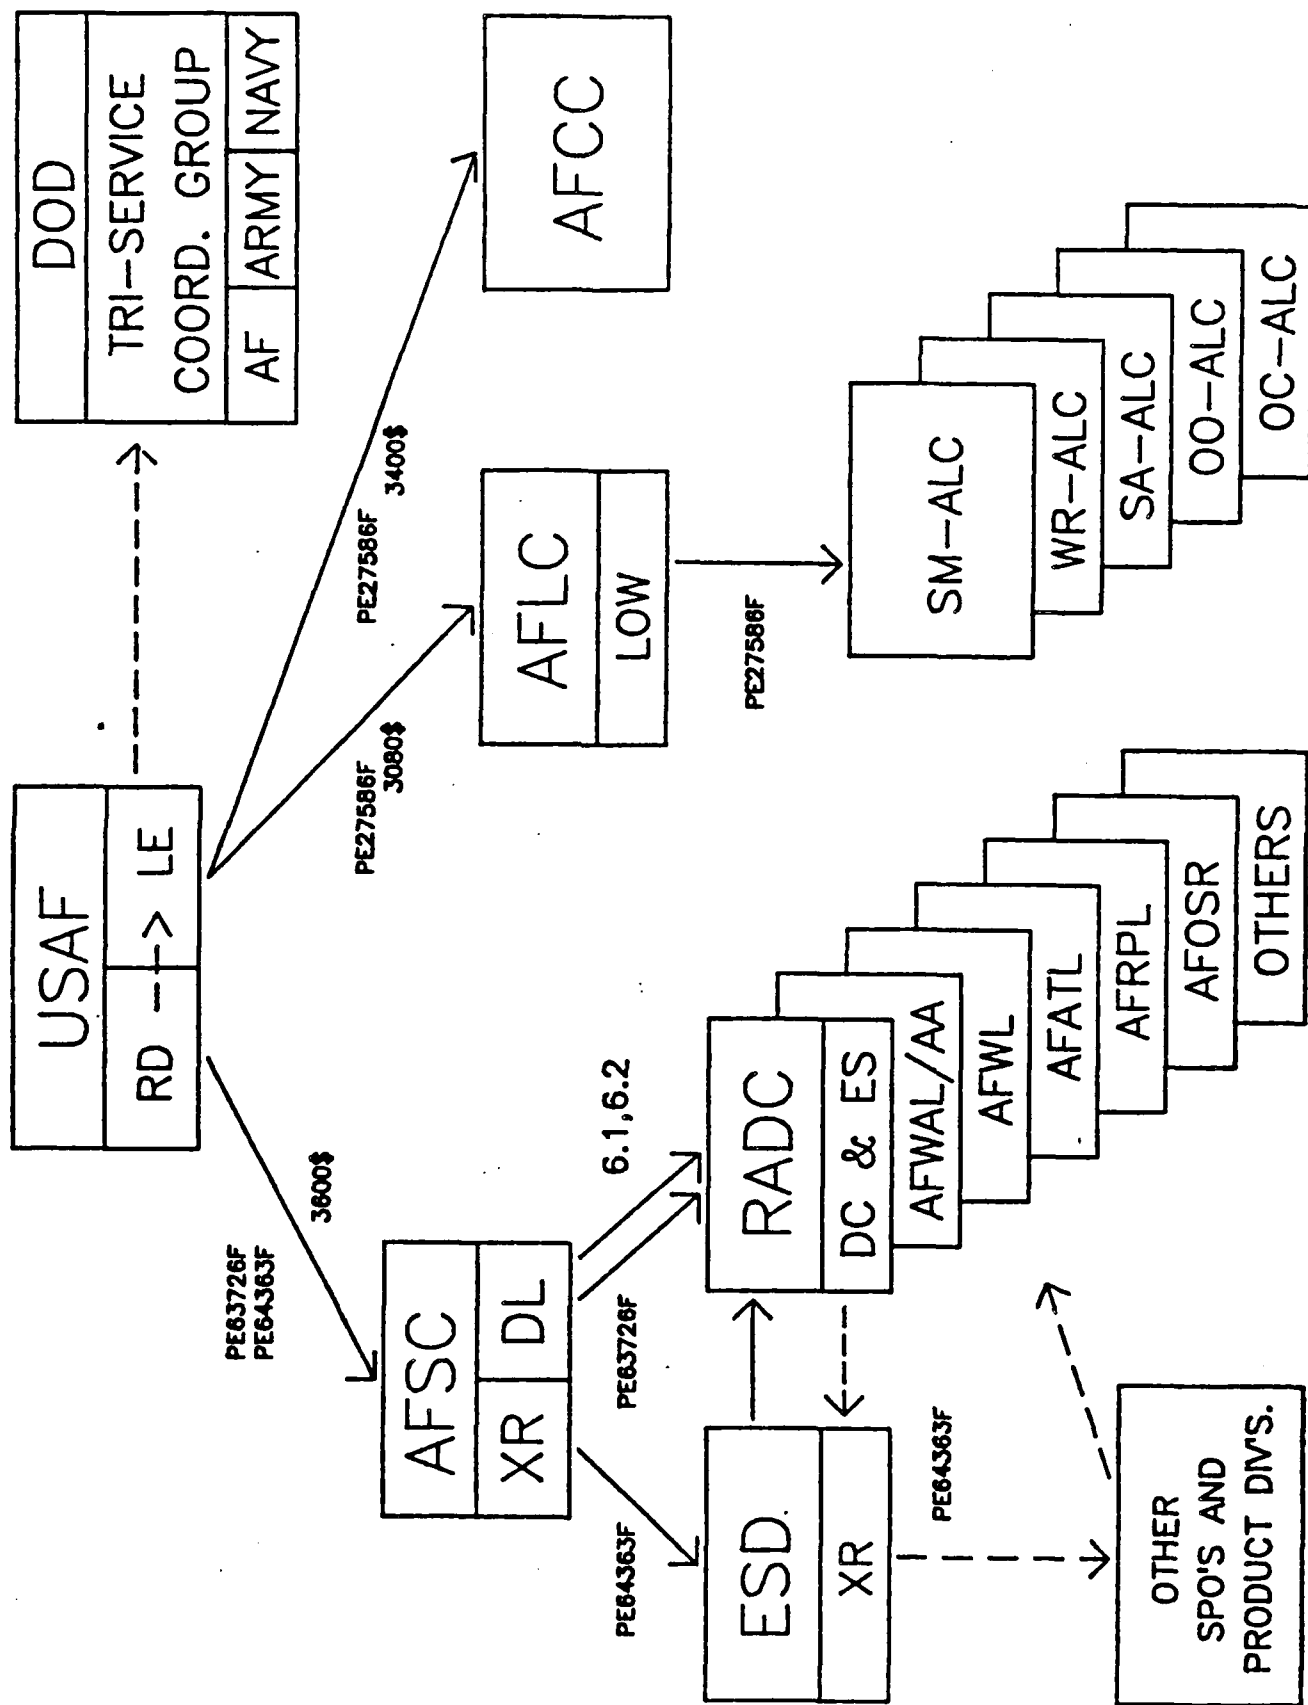 USAF
RD --> LE
DOD
TRI-SERVICE
COORD. GROUP
AF ARMY NAVY
PE63726F
PE64363F
3600$
PE27586F
3080$
PE27586F
3400$
AFSC
XR DL
AFLC
LOW
AFCC
PE64363F
PE63726F
6.1,6.2
PE27586F
ESD
XR
RADC
DC & ES
AFWAL/AA
AFWL
AFATL
AFRPL
AFOSR
OTHERS
SM-ALC
WR-ALC
SA-ALC
OO-ALC
OC-ALC
PE64363F
OTHER
SPO'S AND
PRODUCT DIV'S.